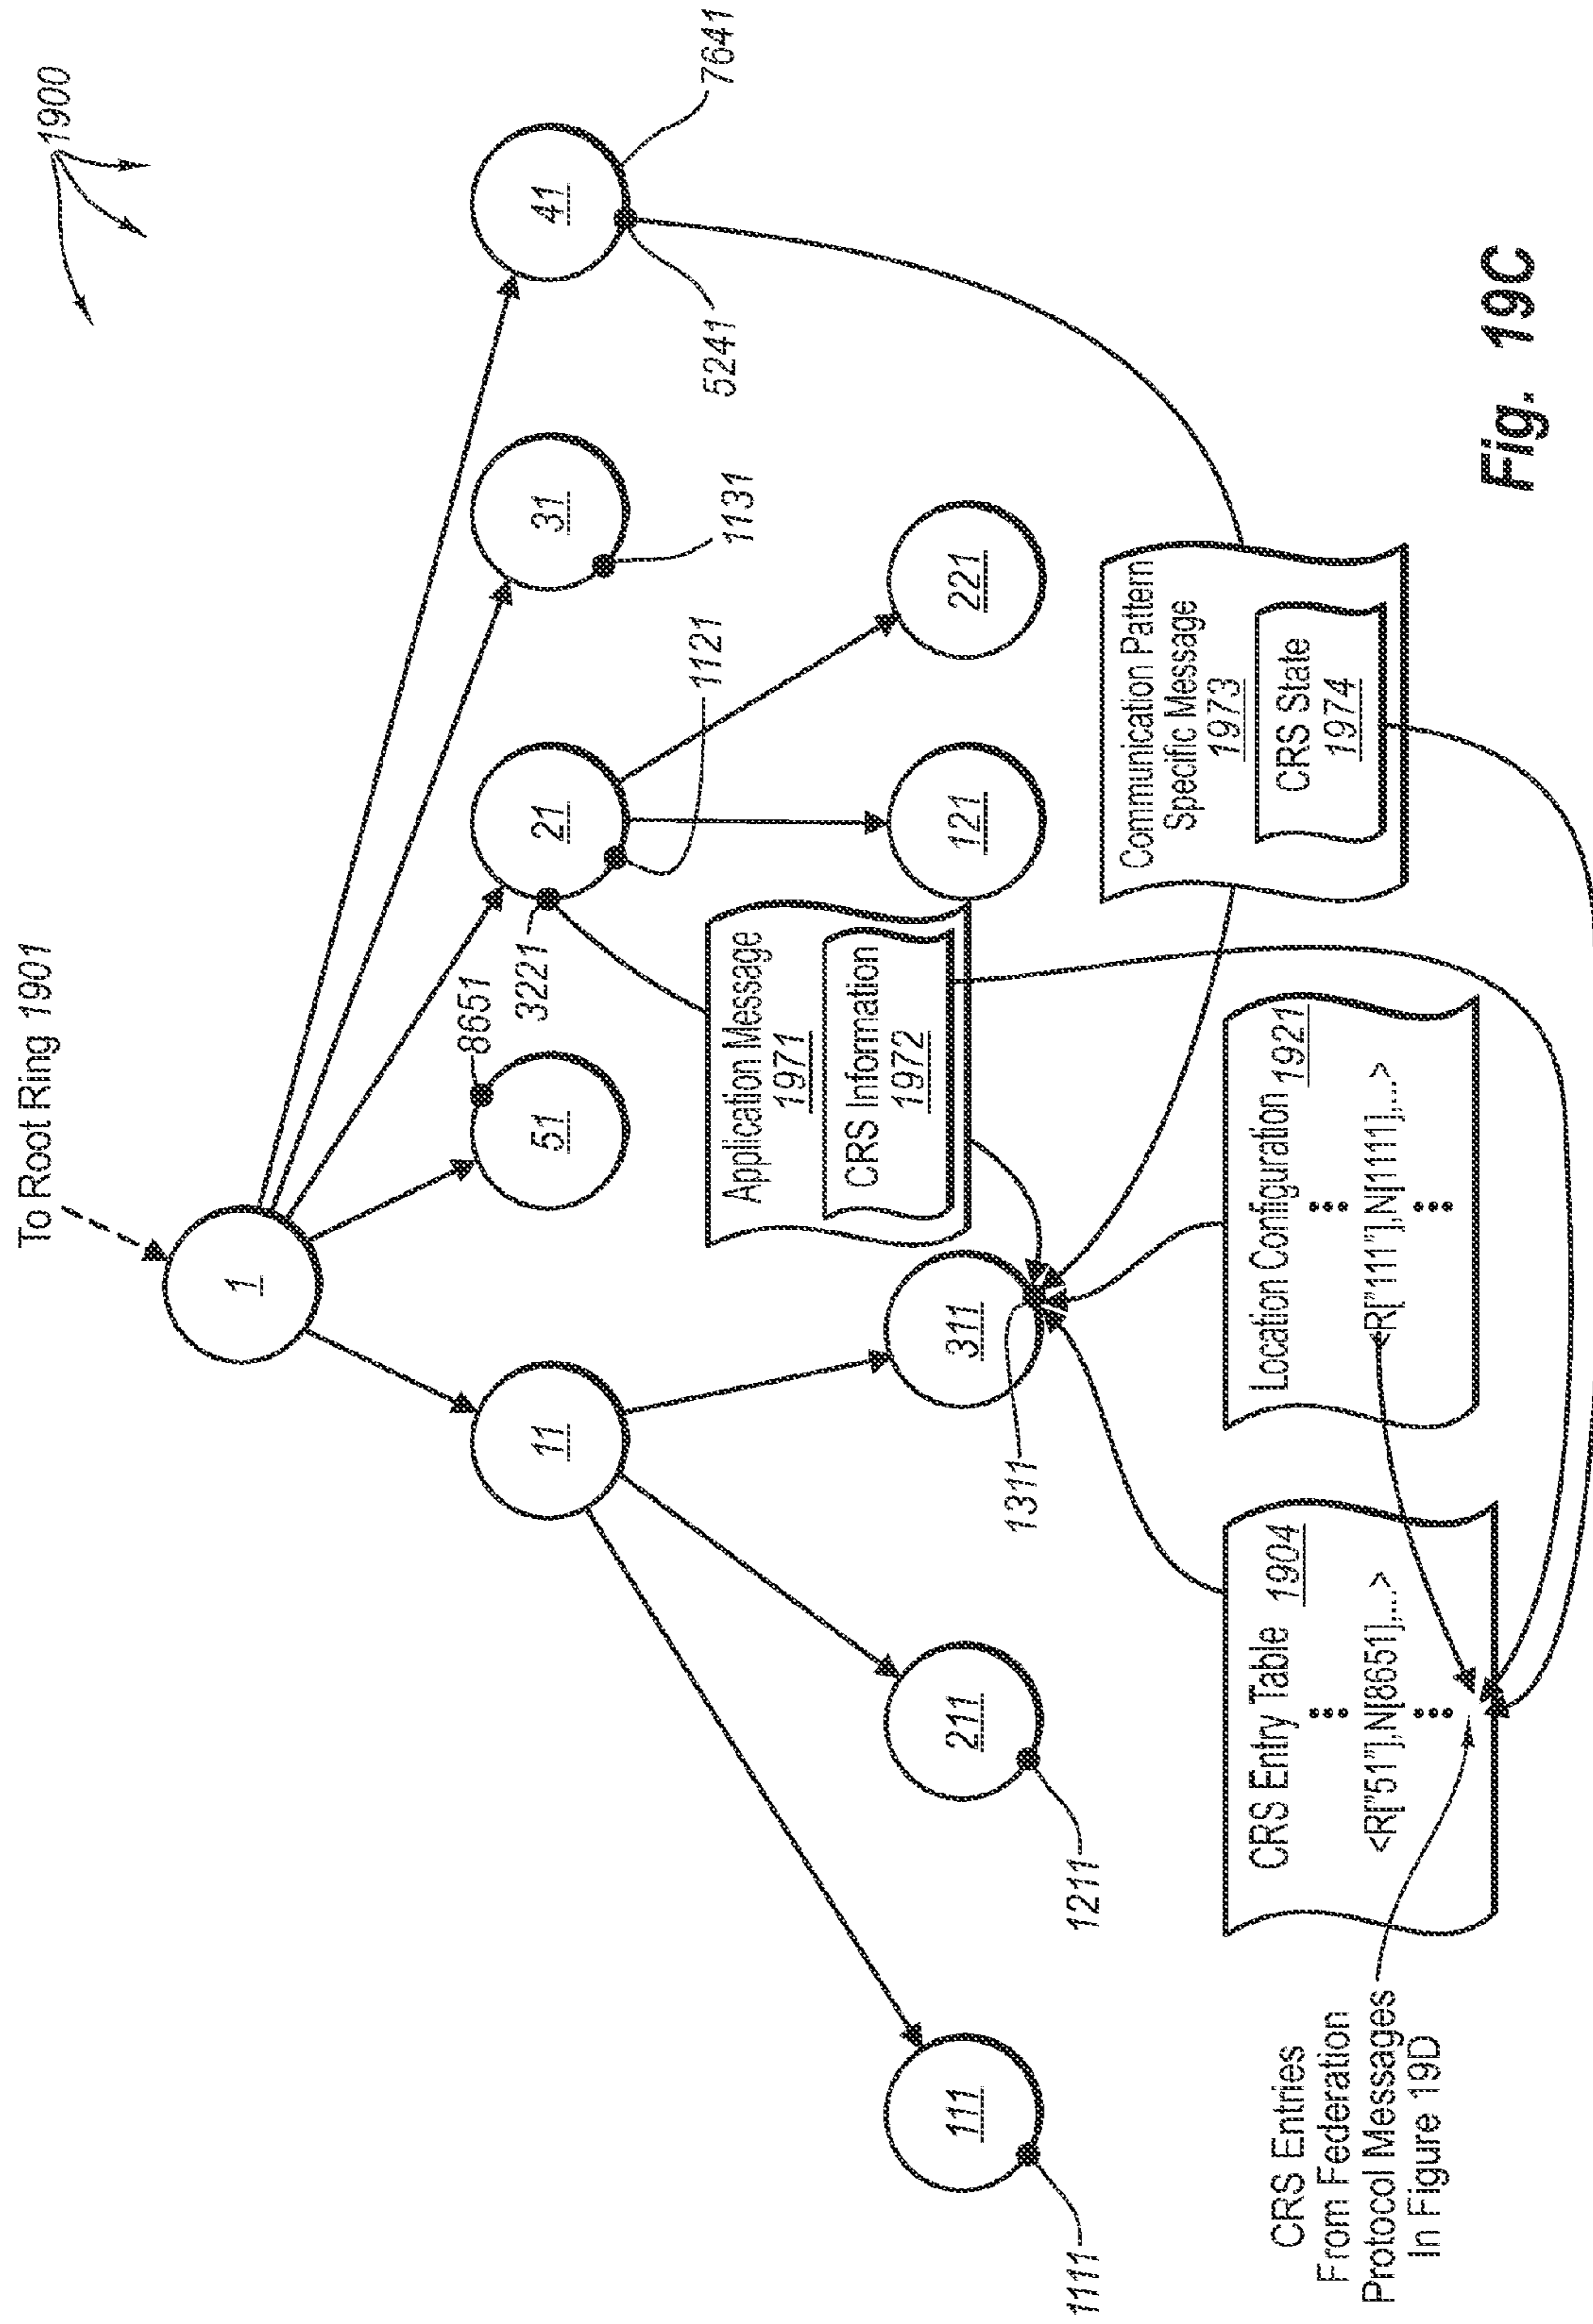 1900
To Root Ring 1901
1
11
51
21
31
41
8651
3221
1121
1131
5241
7641
111
211
311
121
221
1111
1211
1311
Application Message
1971
CRS Information
1972
Communication Pattern
Specific Message
1973
CRS State
1974
CRS Entry Table 1904
<R["51"],N[8651],...>
Location Configuration 1921
<R["111"],N[1111],...>
CRS Entries
From Federation
Protocol Messages
In Figure 19D
Fig. 19C